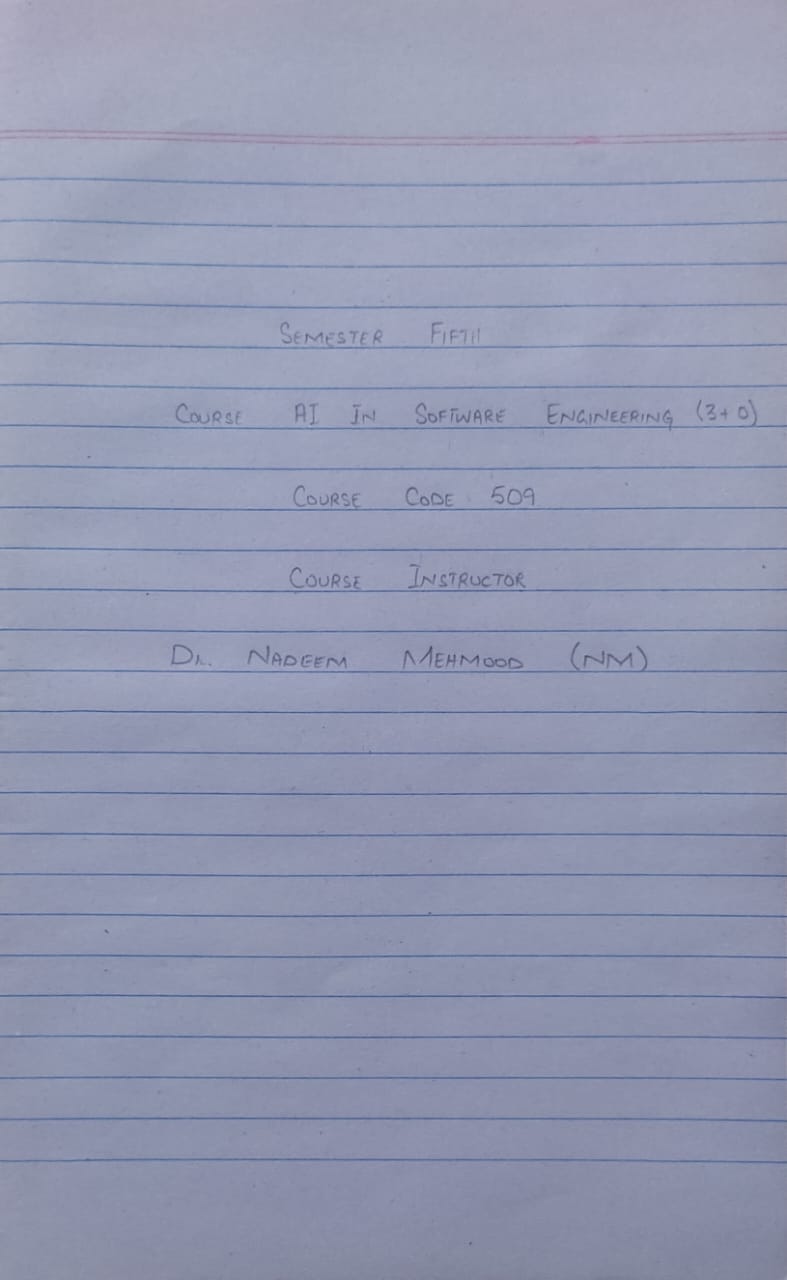 SEMESTER FIFTH
COURSE AI IN SOFTWARE ENGINEERING (3+0)
COURSE CODE 509
COURSE INSTRUCTOR
DR. NADEEM MEHMOOD (NM)